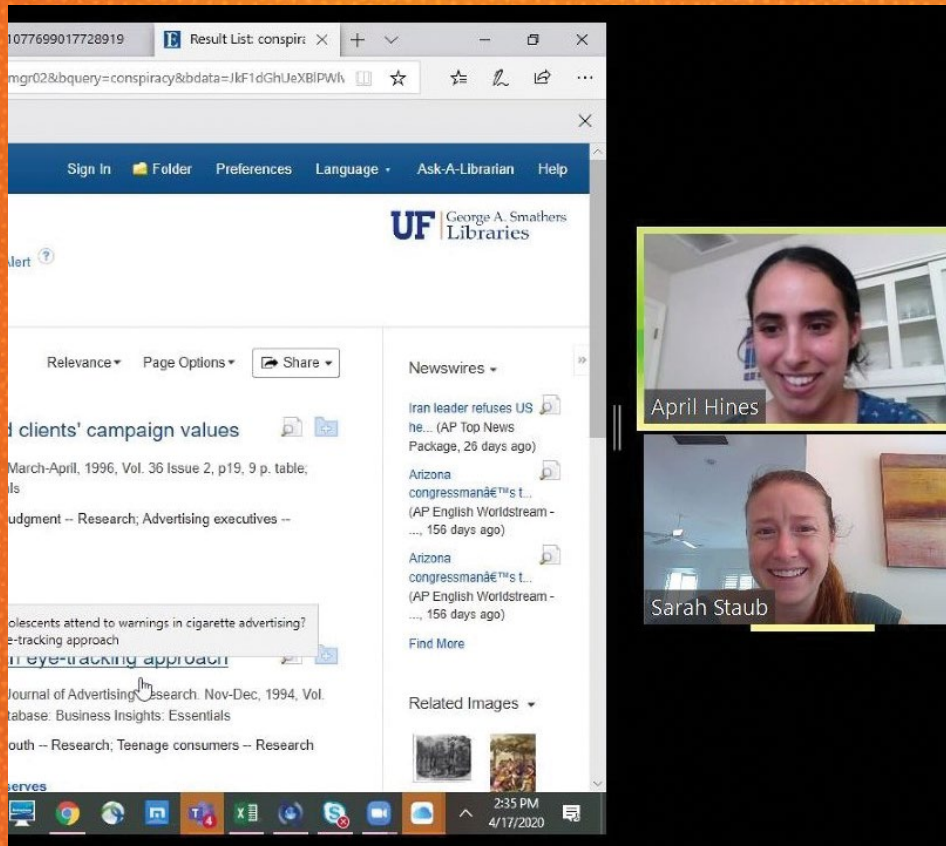 1077699017728919
Result List: conspira
mgr02&bquery=conspiracy&bdata=JkF1dGhUeXBlPWlv
Sign In Folder Preferences Language Ask-A-Librarian Help
UF George A. Smathers
Libraries
Alert ?
Relevance Page Options Share
Newswires
Iran leader refuses US
he... (AP Top News
Package, 26 days ago)
Arizona
congressmanâ€™s t...
(AP English Worldstream -
..., 156 days ago)
Arizona
congressmanâ€™s t...
(AP English Worldstream -
..., 156 days ago)
Find More
Related Images
d clients' campaign values
March-April, 1996, Vol. 36 Issue 2, p19, 9 p. table;
ls
udgment -- Research; Advertising executives --
olescents attend to warnings in cigarette advertising?
e-tracking approach
n eye-tracking approach
Journal of Advertising Research. Nov-Dec, 1994, Vol.
tabase: Business Insights: Essentials
outh -- Research; Teenage consumers -- Research
serves
2:35 PM
4/17/2020
April Hines
Sarah Staub